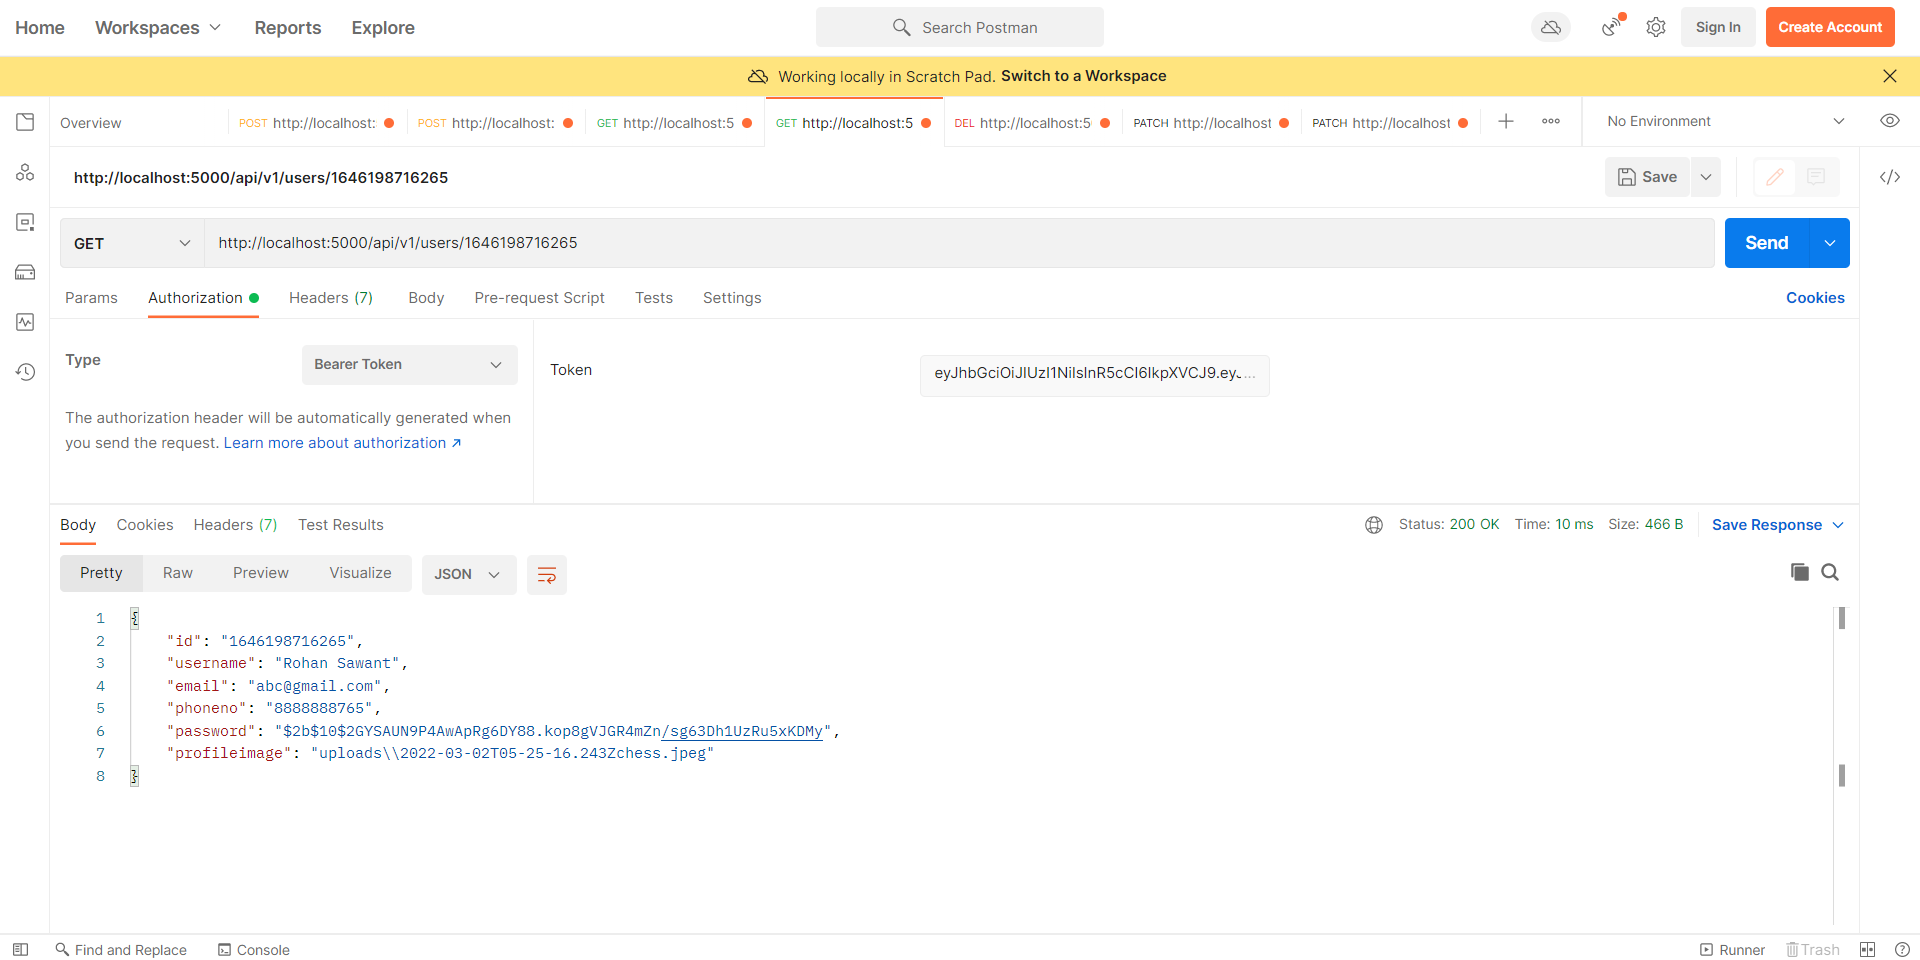 Home Workspaces Reports Explore Search Postman Sign In Create Account
Working locally in Scratch Pad. Switch to a Workspace
Overview POST http://localhost: POST http://localhost: GET http://localhost:5 GET http://localhost:5 DEL http://localhost:5 PATCH http://localhost PATCH http://localhost No Environment
http://localhost:5000/api/v1/users/1646198716265 Save
GET http://localhost:5000/api/v1/users/1646198716265 Send
Params Authorization Headers (7) Body Pre-request Script Tests Settings Cookies
Type Bearer Token Token eyJhbGciOiJIUzI1NiIsInR5cCI6IkpXVCJ9.eyJ...
The authorization header will be automatically generated when
you send the request. Learn more about authorization ↗
Body Cookies Headers (7) Test Results Status: 200 OK Time: 10 ms Size: 466 B Save Response
Pretty Raw Preview Visualize JSON
1 {
2 "id": "1646198716265",
3 "username": "Rohan Sawant",
4 "email": "abc@gmail.com",
5 "phoneno": "8888888765",
6 "password": "$2b$10$2GYSAUN9P4AwApRg6DY88.kop8gVJGR4mZn/sg63Dh1UzRu5xKDMy",
7 "profileimage": "uploads\\2022-03-02T05-25-16.243Zchess.jpeg"
8 }
Find and Replace Console Runner Trash